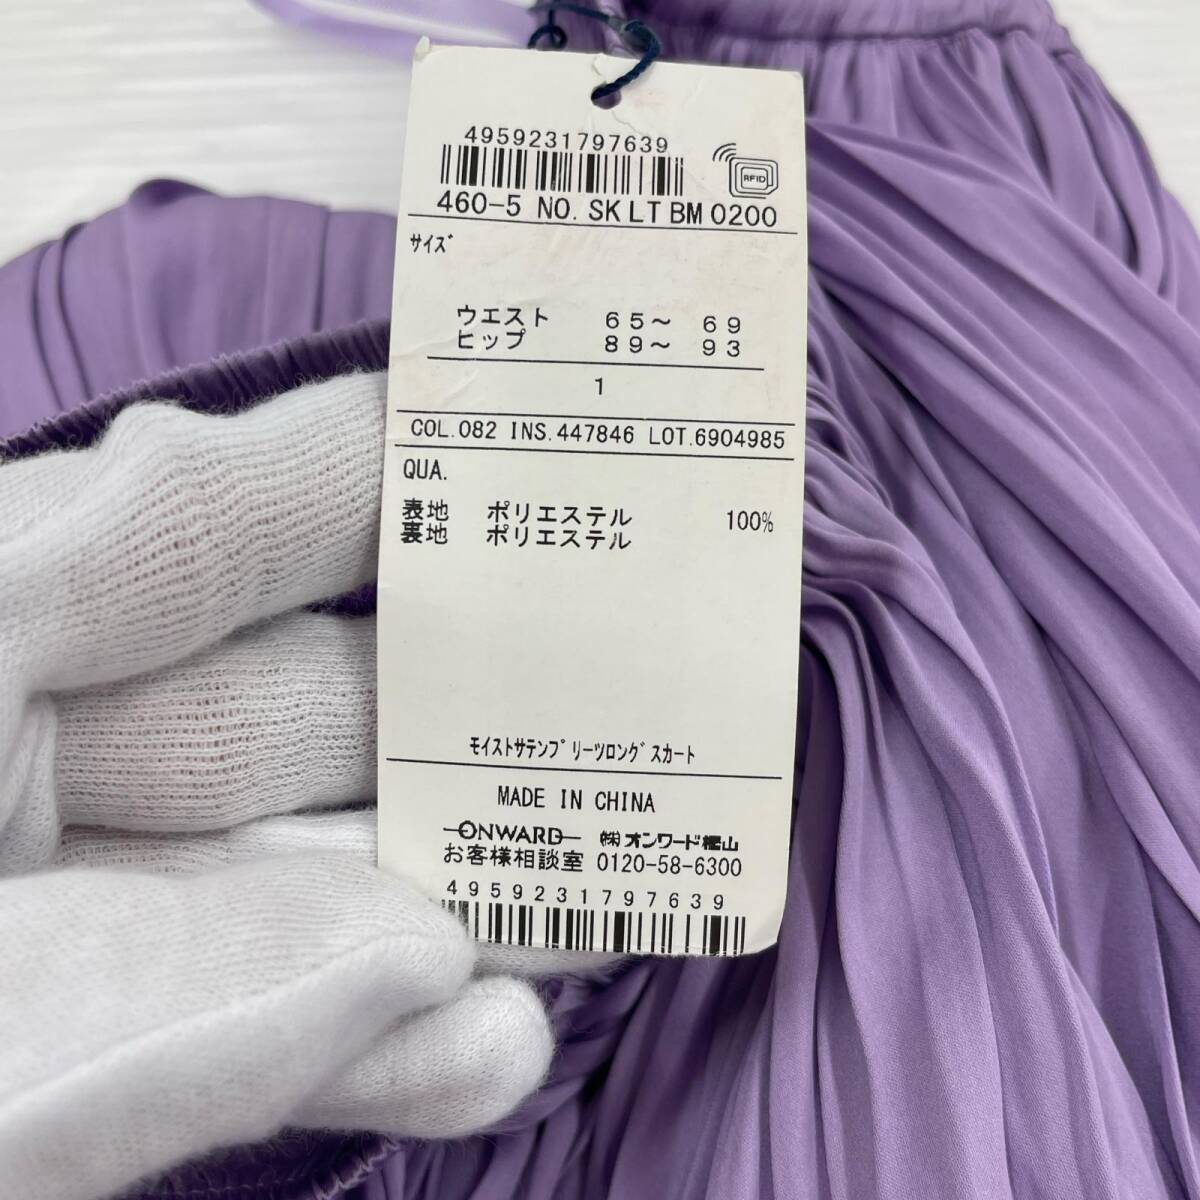 4959231797639
RFID
460-5 NO. SKLTBM0200
サイズ
ウエスト 65～ 69
ヒップ 89～ 93
1
COL.082 INS.447846 LOT.6904985
QUA.
表地 ポリエステル 100%
裏地 ポリエステル
モイストサテンプリーツロングスカート
MADE IN CHINA
ONWARD ㈱オンワード樫山
お客様相談室 0120-58-6300
4959231797639